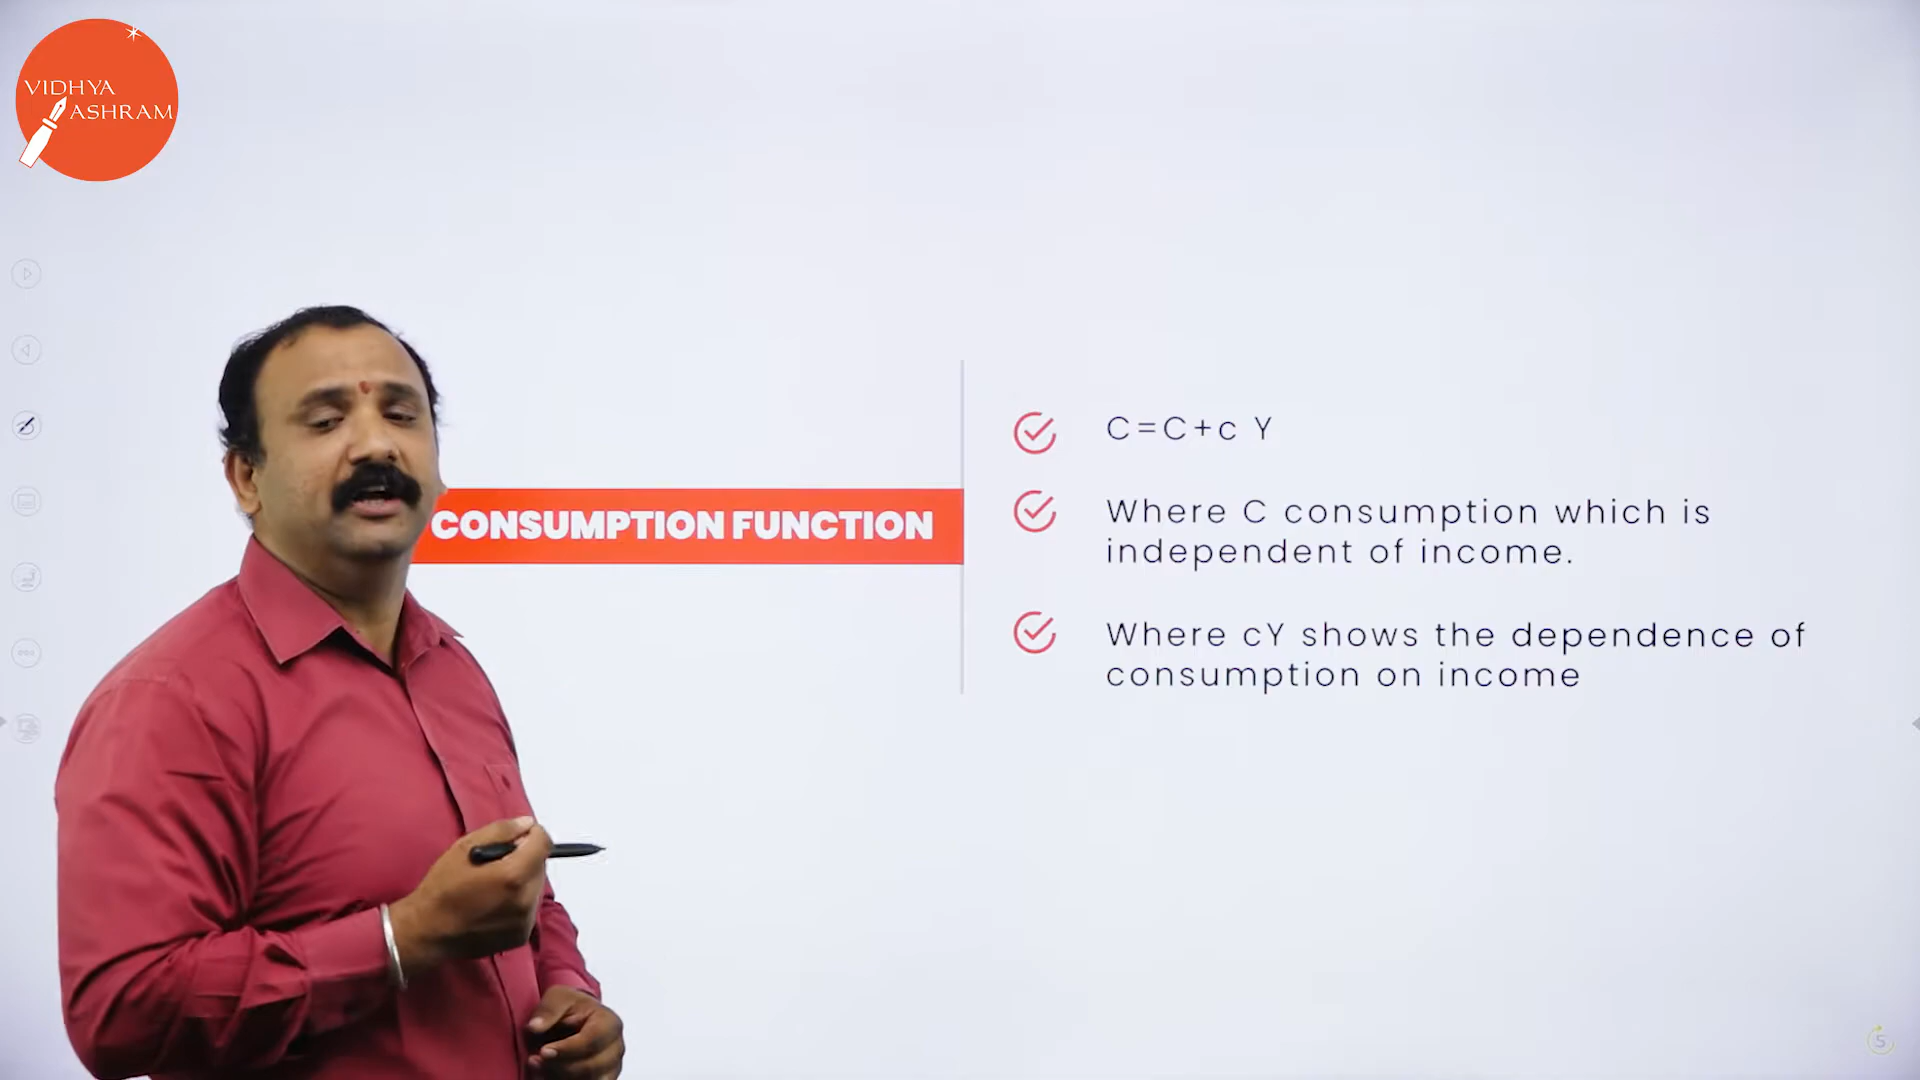 VIDHYA
ASHRAM
CONSUMPTION FUNCTION
C=C+c Y
Where C consumption which is
independent of income.
Where cY shows the dependence of
consumption on income
5